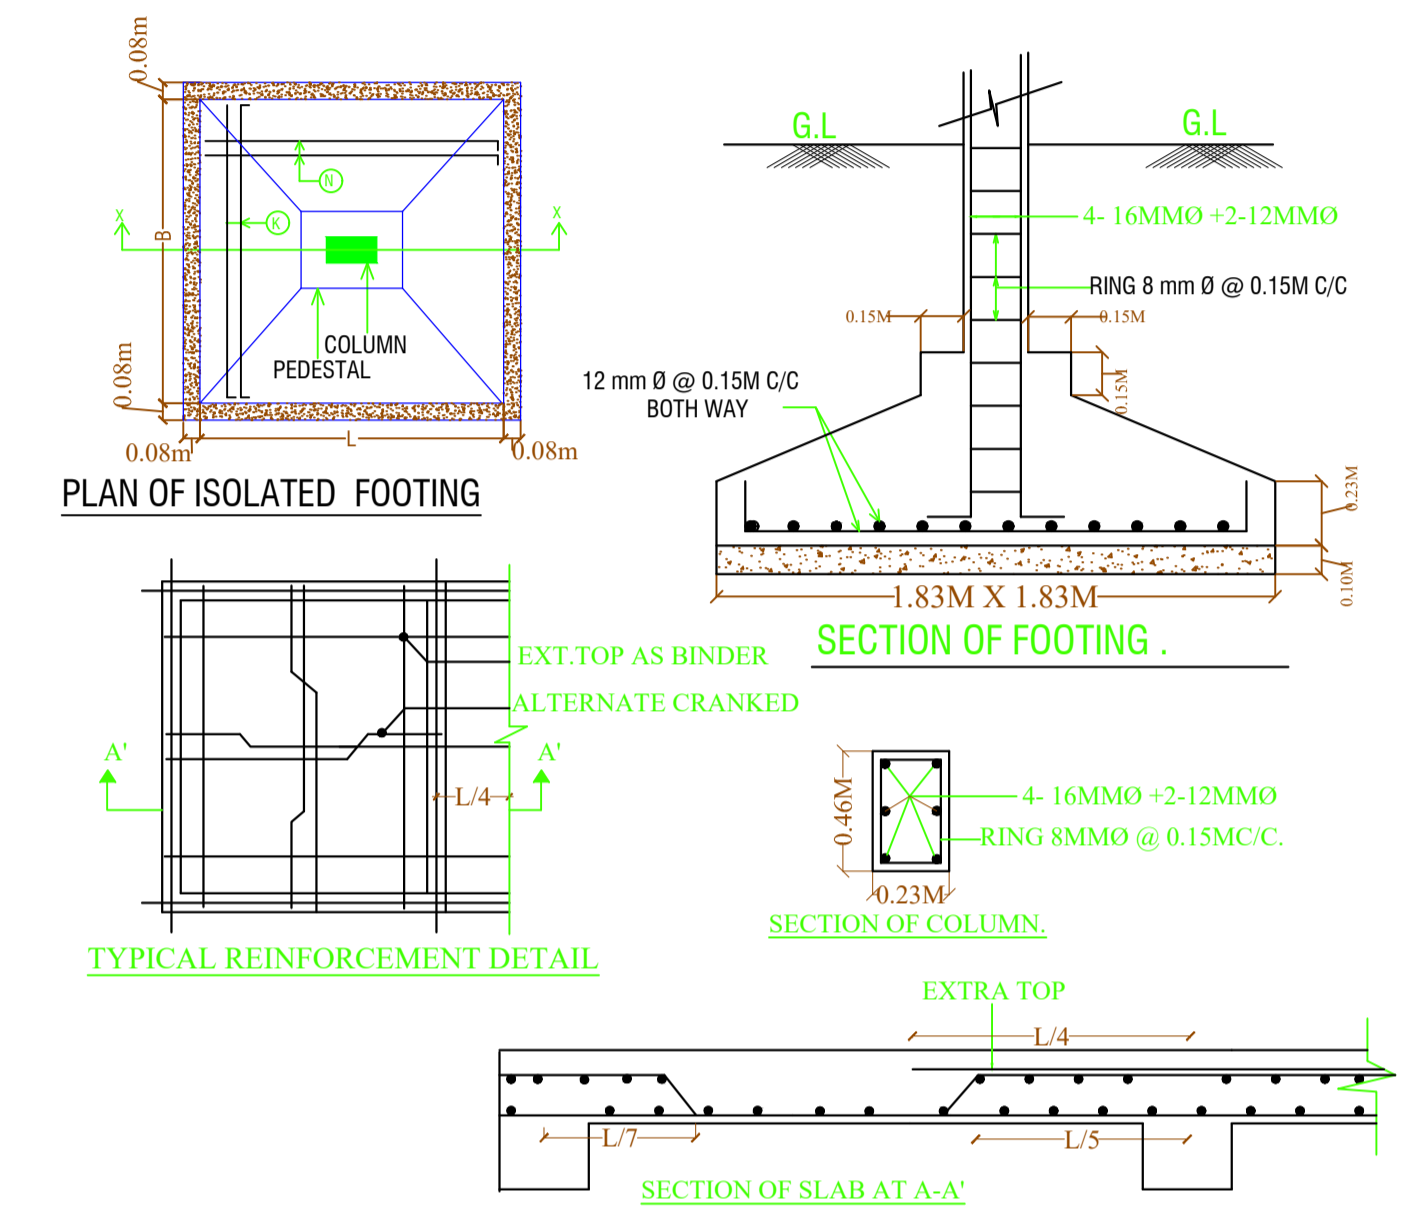 0.08m
X
X
N
K
B
COLUMN
PEDESTAL
0.08m
L
0.08m
0.08m
PLAN OF ISOLATED FOOTING
G.L
G.L
4- 16MMØ +2-12MMØ
RING 8 mm Ø @ 0.15M C/C
0.15M
0.15M
0.15M
12 mm Ø @ 0.15M C/C
BOTH WAY
0.23M
0.10M
1.83M X 1.83M
SECTION OF FOOTING .
EXT.TOP AS BINDER
ALTERNATE CRANKED
A'
A'
L/4
TYPICAL REINFORCEMENT DETAIL
0.46M
4- 16MMØ +2-12MMØ
RING 8MMØ @ 0.15MC/C.
0.23M
SECTION OF COLUMN.
EXTRA TOP
L/4
L/7
L/5
SECTION OF SLAB AT A-A'